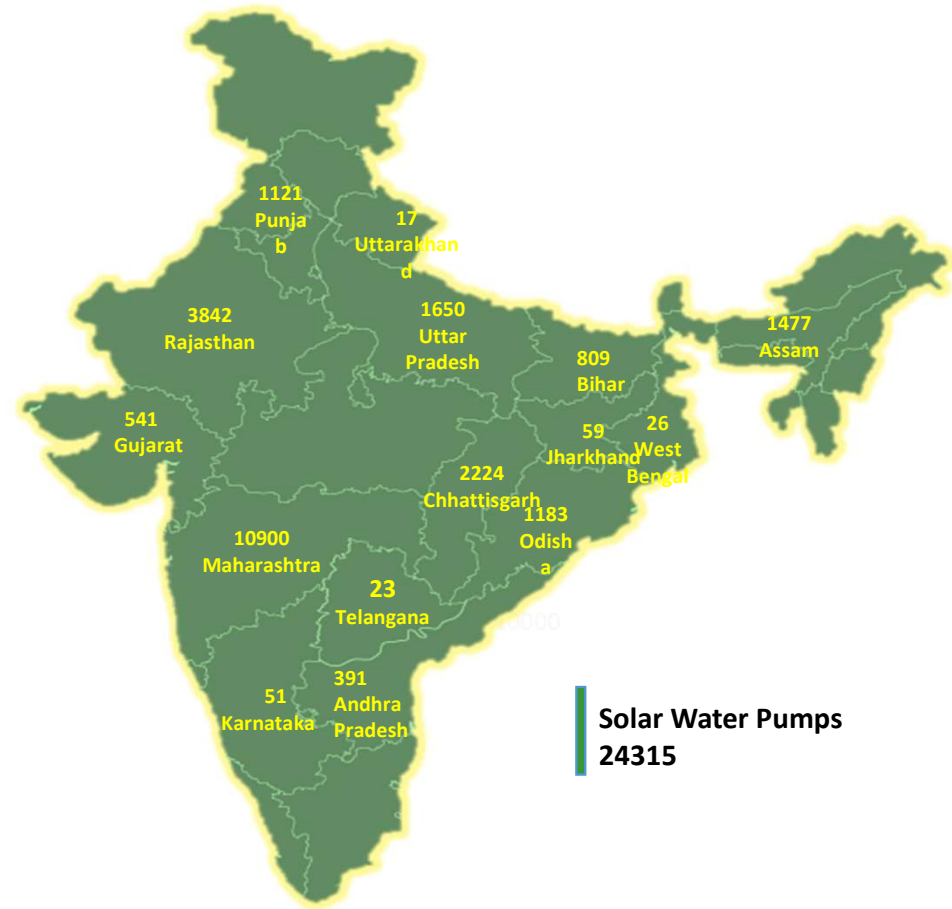 1121
Punja
b
17
Uttarakhan
d
3842
Rajasthan
1650
Uttar
Pradesh
1477
Assam
809
Bihar
541
Gujarat
59
Jharkhand
26
West
Bengal
2224
Chhattisgarh
1183
Odish
a
10900
Maharashtra
23
Telangana
391
Andhra
Pradesh
51
Karnataka
Solar Water Pumps
24315